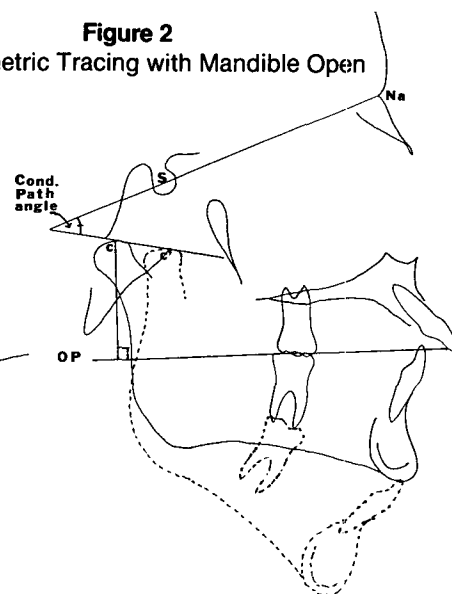 Figure 2
etric Tracing with Mandible Open
Na
S
Cond.
Path
angle
c
c'
OP